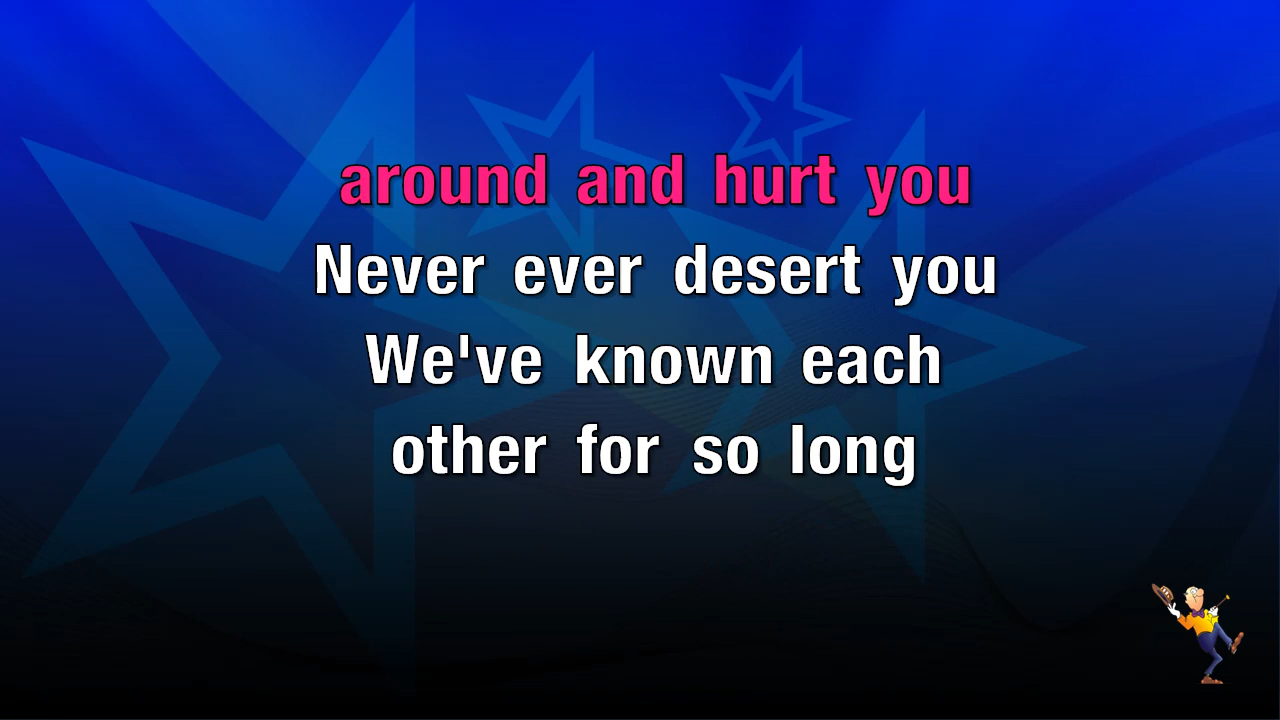 around and hurt you
Never ever desert you
We've known each
other for so long